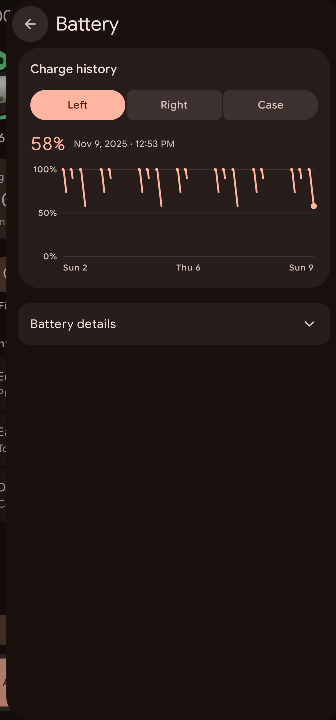 Battery
Charge history
Left
Right
Case
58% Nov 9, 2025 · 12:53 PM
100%
50%
0%
Sun 2
Thu 6
Sun 9
Battery details